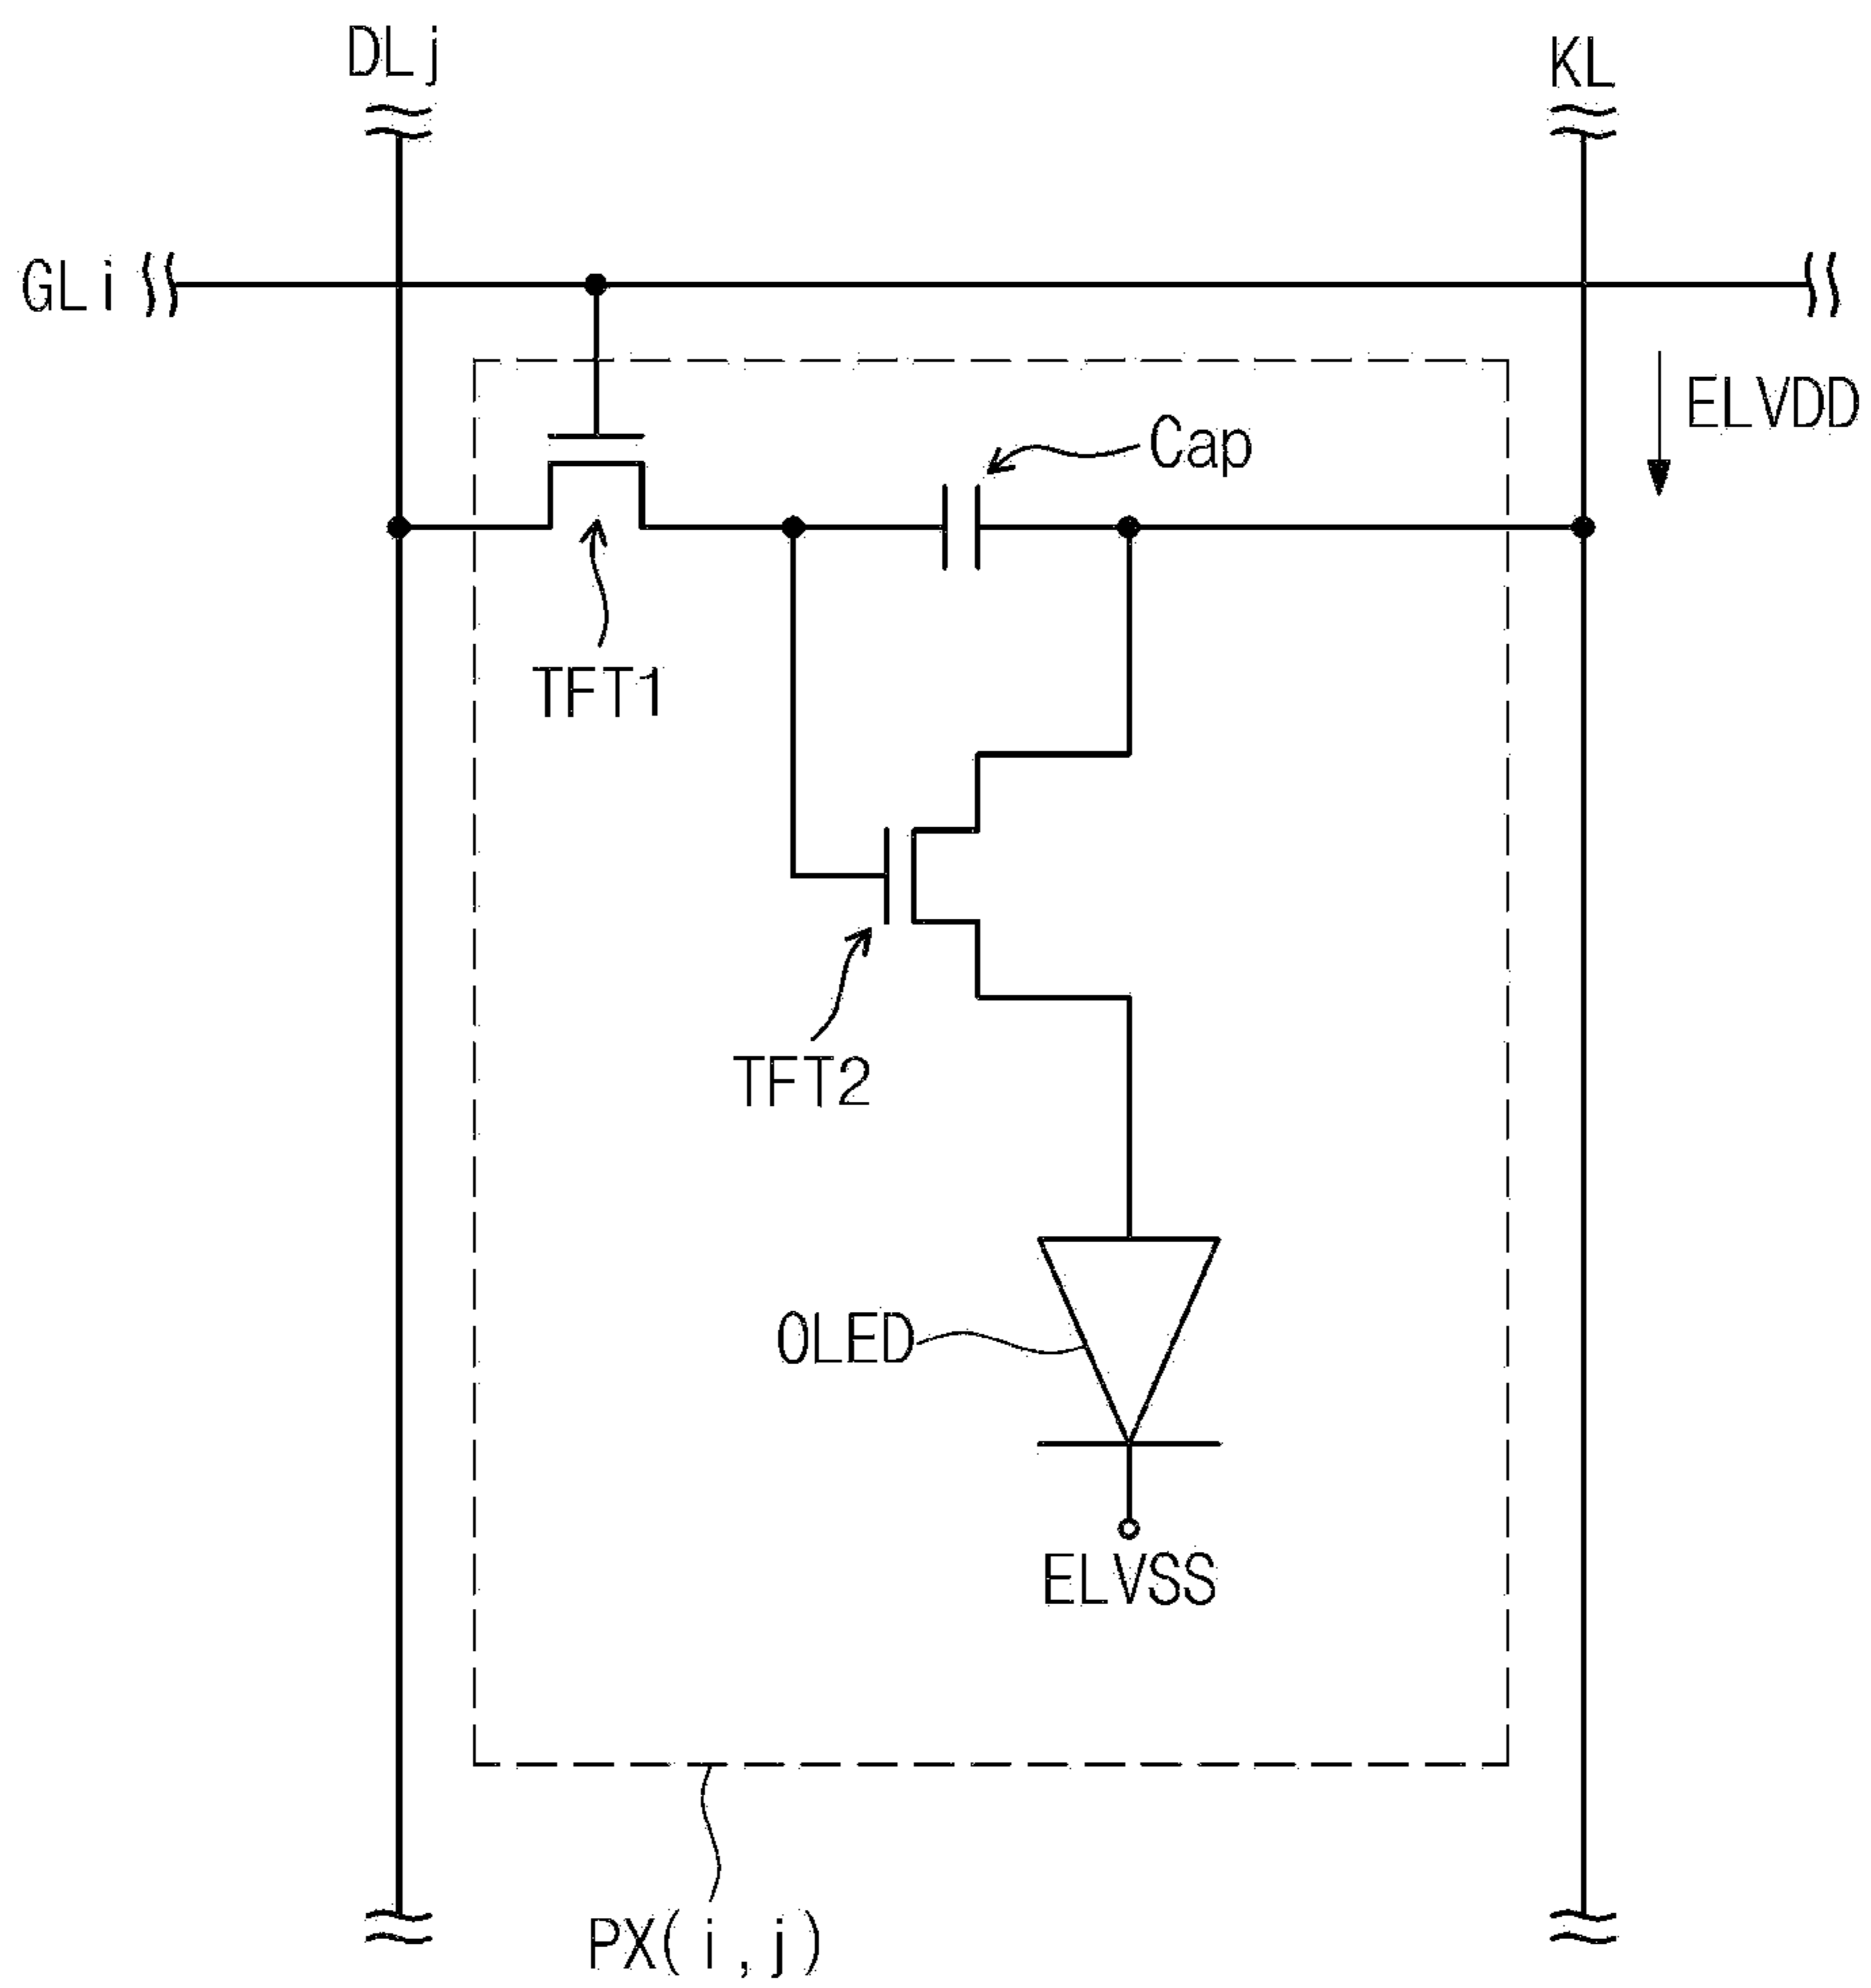 DLj
KL
GLi
ELVDD
Cap
TFT1
TFT2
OLED
ELVSS
PX(i,j)